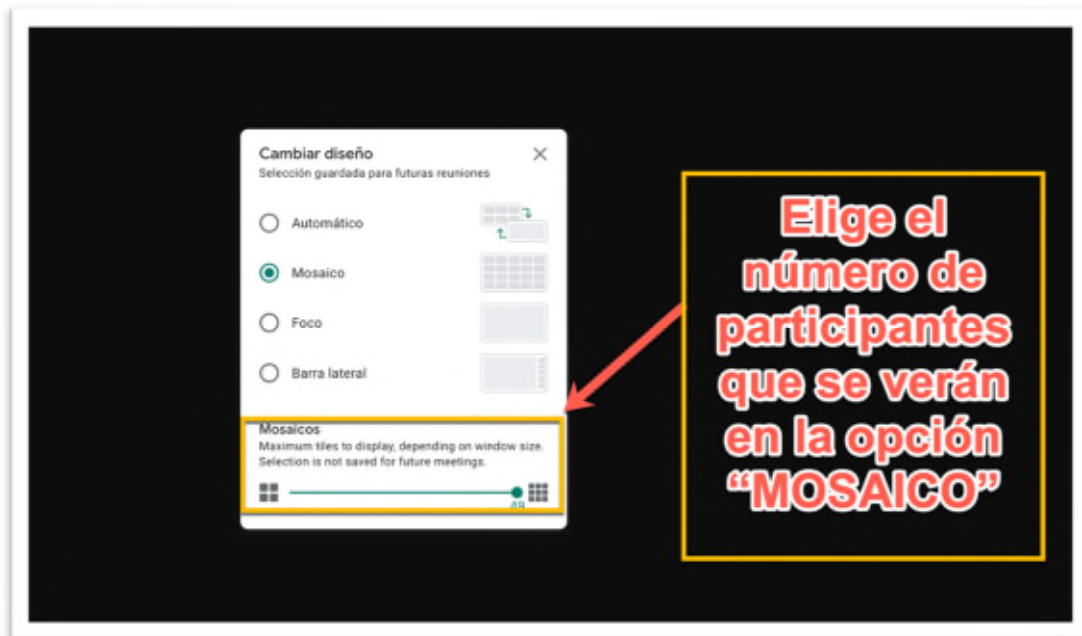 Cambiar diseño
Selección guardada para futuras reuniones
Automático
Mosaico
Foco
Barra lateral
Mosaicos
Maximum tiles to display, depending on window size.
Selection is not saved for future meetings.
49
Elige el
número de
participantes
que se verán
en la opción
“MOSAICO”